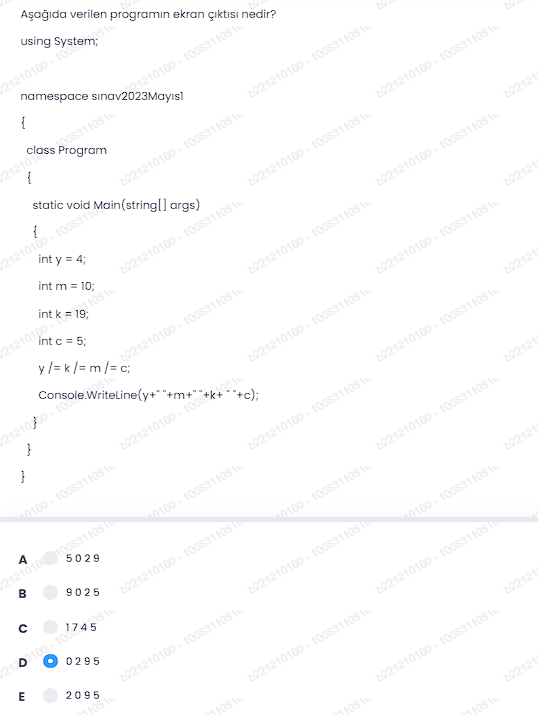 Aşağıda verilen programın ekran çıktısı nedir?
using System;
namespace sınav2023Mayıs1
{
class Program
{
static void Main(string[] args)
{
int y = 4;
int m = 10;
int k = 19;
int c = 5;
y /= k /= m /= c;
Console.WriteLine(y+" "+m+" "+k+ " "+c);
}
}
}
A 5 0 2 9
B 9 0 2 5
C 1 7 4 5
D 0 2 9 5
E 2 0 9 5